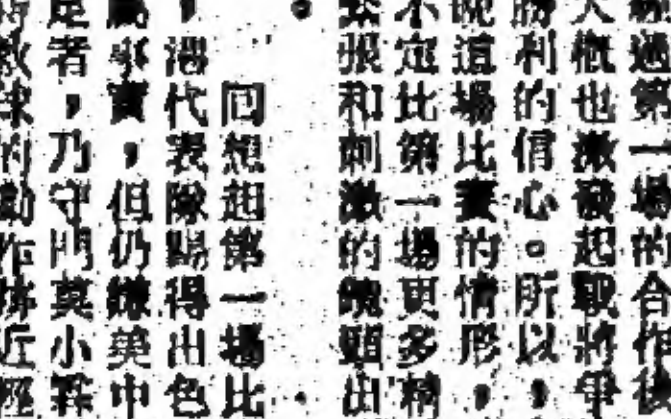 過第一場的合作後
大概也激發起戰將爭
勝利的信心。所以,
晚這場比賽的情形,
不定比第一場更多精
緊張和刺激的鏡頭出
。
回想起第一場比
,港代表隊踢得出色
屬事實,但仍嫌美中
足者,乃守門莫小霖
時救球的動作將近輕